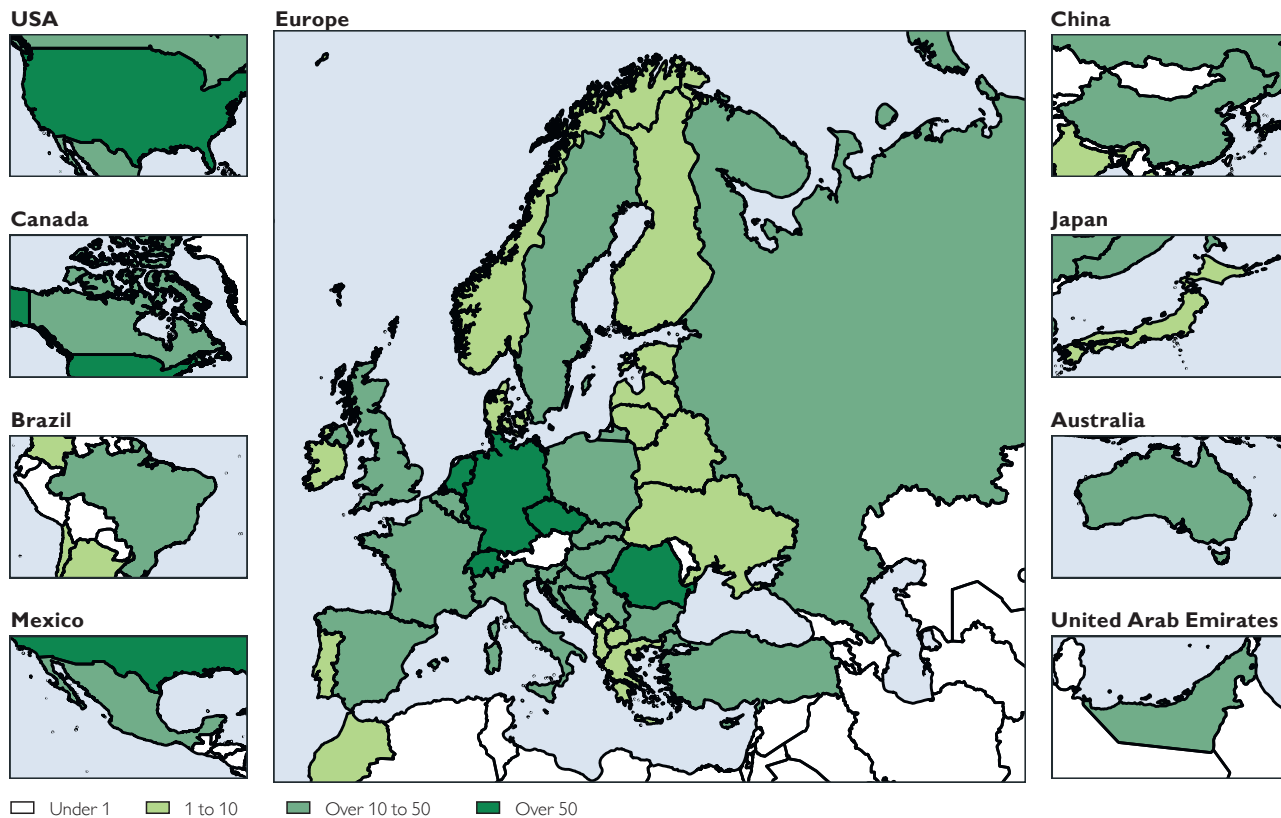 USA
Europe
China
Canada
Japan
Brazil
Australia
Mexico
United Arab Emirates
Under 1
1 to 10
Over 10 to 50
Over 50